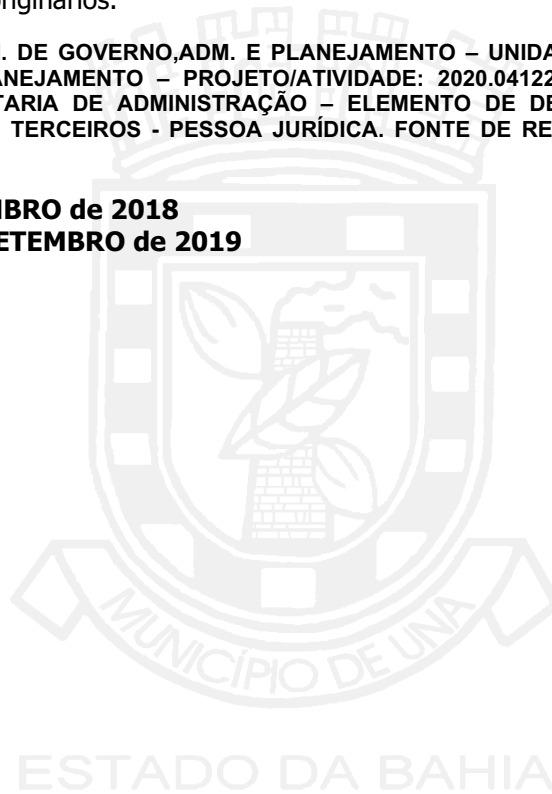 originários.
. DE GOVERNO,ADM. E PLANEJAMENTO – UNIDA
ANEJAMENTO – PROJETO/ATIVIDADE: 2020.04122
TARIA DE ADMINISTRAÇÃO – ELEMENTO DE DE
TERCEIROS - PESSOA JURÍDICA. FONTE DE RE
MBRO de 2018
ETEMBRO de 2019
MUNICÍPIO DE UNA
ESTADO DA BAHIA